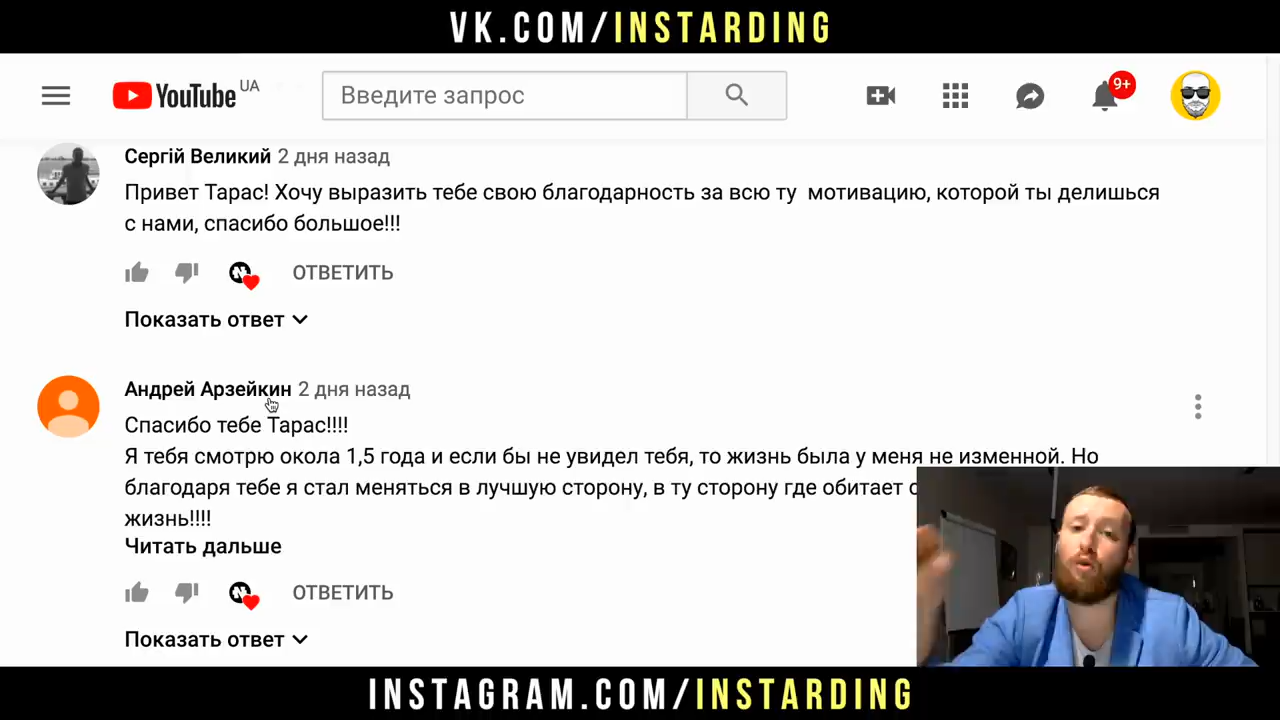 VK.COM/INSTARDING
YouTube UA
Введите запрос
9+
Сергій Великий 2 дня назад
Привет Тарас! Хочу выразить тебе свою благодарность за всю ту мотивацию, которой ты делишься
с нами, спасибо большое!!!
ОТВЕТИТЬ
Показать ответ
Андрей Арзейкин 2 дня назад
Спасибо тебе Тарас!!!!
Я тебя смотрю окола 1,5 года и если бы не увидел тебя, то жизнь была у меня не изменной. Но
благодаря тебе я стал меняться в лучшую сторону, в ту сторону где обитает
жизнь!!!!
Читать дальше
ОТВЕТИТЬ
Показать ответ
INSTAGRAM.COM/INSTARDING